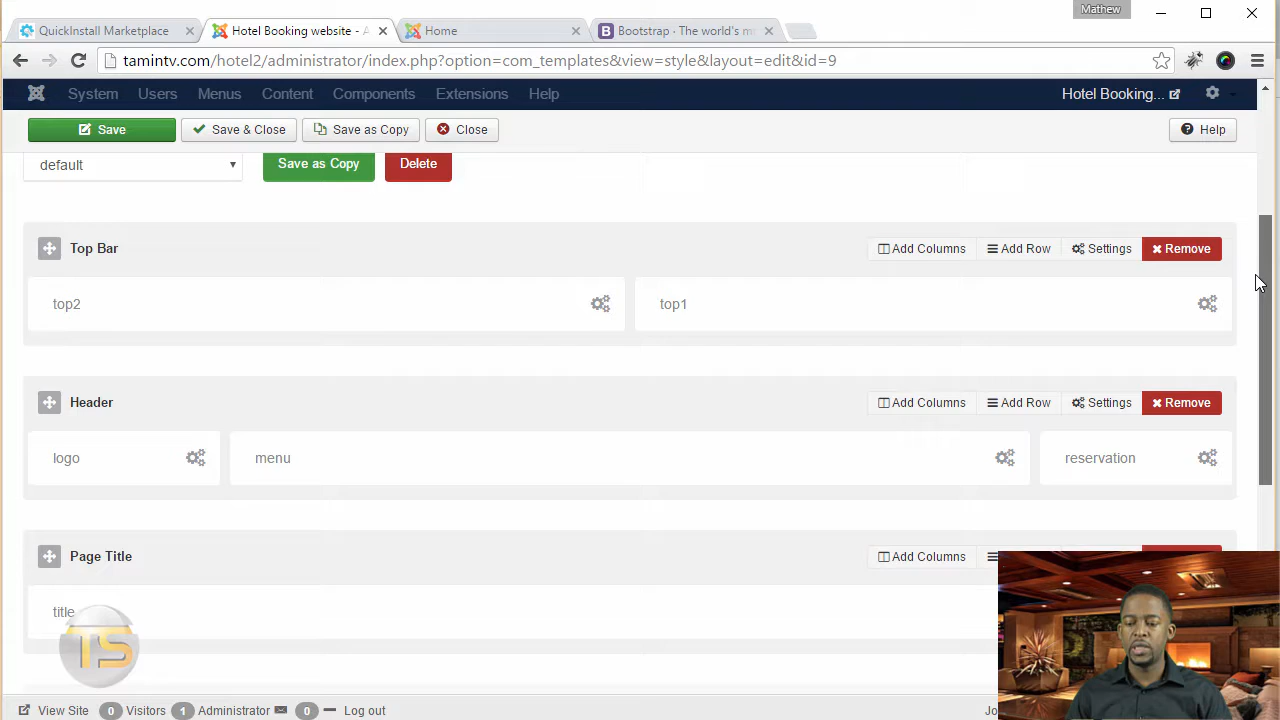 Mathew
QuickInstall Marketplace
Hotel Booking website - A
Home
Bootstrap · The world's m
tamintv.com/hotel2/administrator/index.php?option=com_templates&view=style&layout=edit&id=9
System Users Menus Content Components Extensions Help Hotel Booking...
Save Save & Close Save as Copy Close Help
default Save as Copy Delete
Top Bar Add Columns Add Row Settings Remove
top2 top1
Header Add Columns Add Row Settings Remove
logo menu reservation
Page Title Add Columns
title
TS
View Site 0 Visitors 1 Administrator 0 Log out Jo